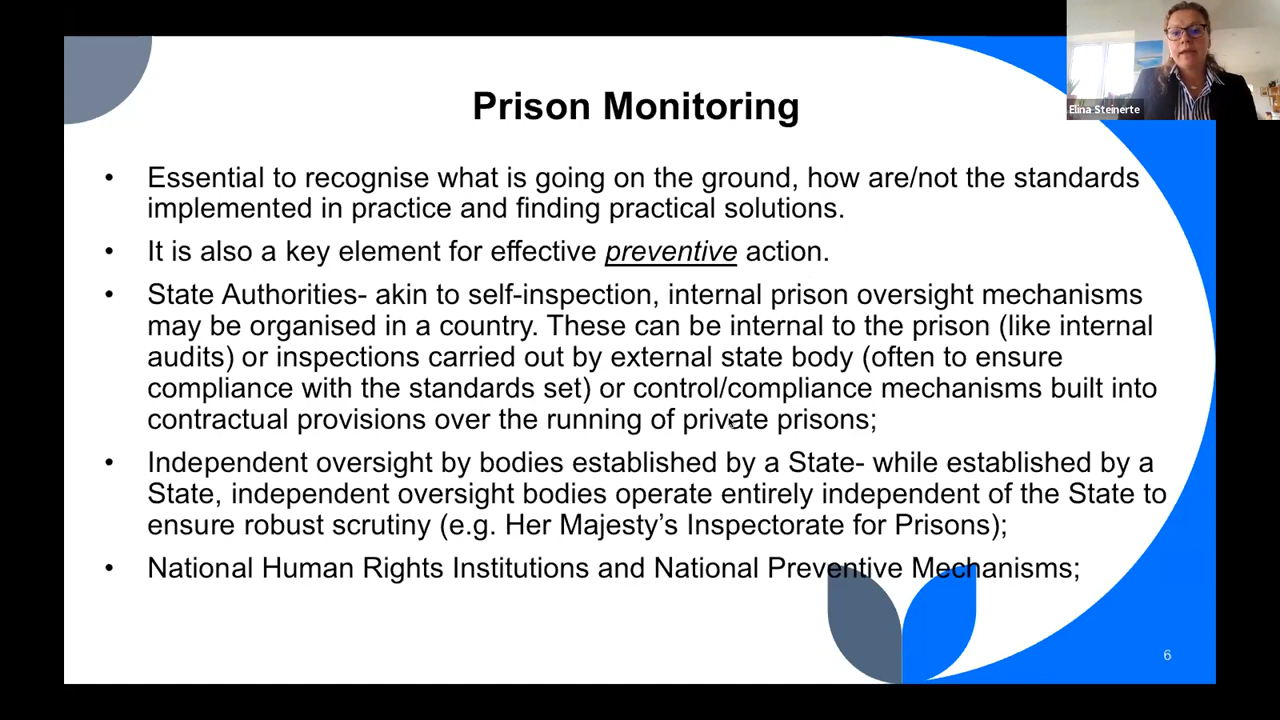 Prison Monitoring
Elina Steinerte
• Essential to recognise what is going on the ground, how are/not the standards
implemented in practice and finding practical solutions.
• It is also a key element for effective preventive action.
• State Authorities- akin to self-inspection, internal prison oversight mechanisms
may be organised in a country. These can be internal to the prison (like internal
audits) or inspections carried out by external state body (often to ensure
compliance with the standards set) or control/compliance mechanisms built into
contractual provisions over the running of private prisons;
• Independent oversight by bodies established by a State- while established by a
State, independent oversight bodies operate entirely independent of the State to
ensure robust scrutiny (e.g. Her Majesty’s Inspectorate for Prisons);
• National Human Rights Institutions and National Preventive Mechanisms;
6